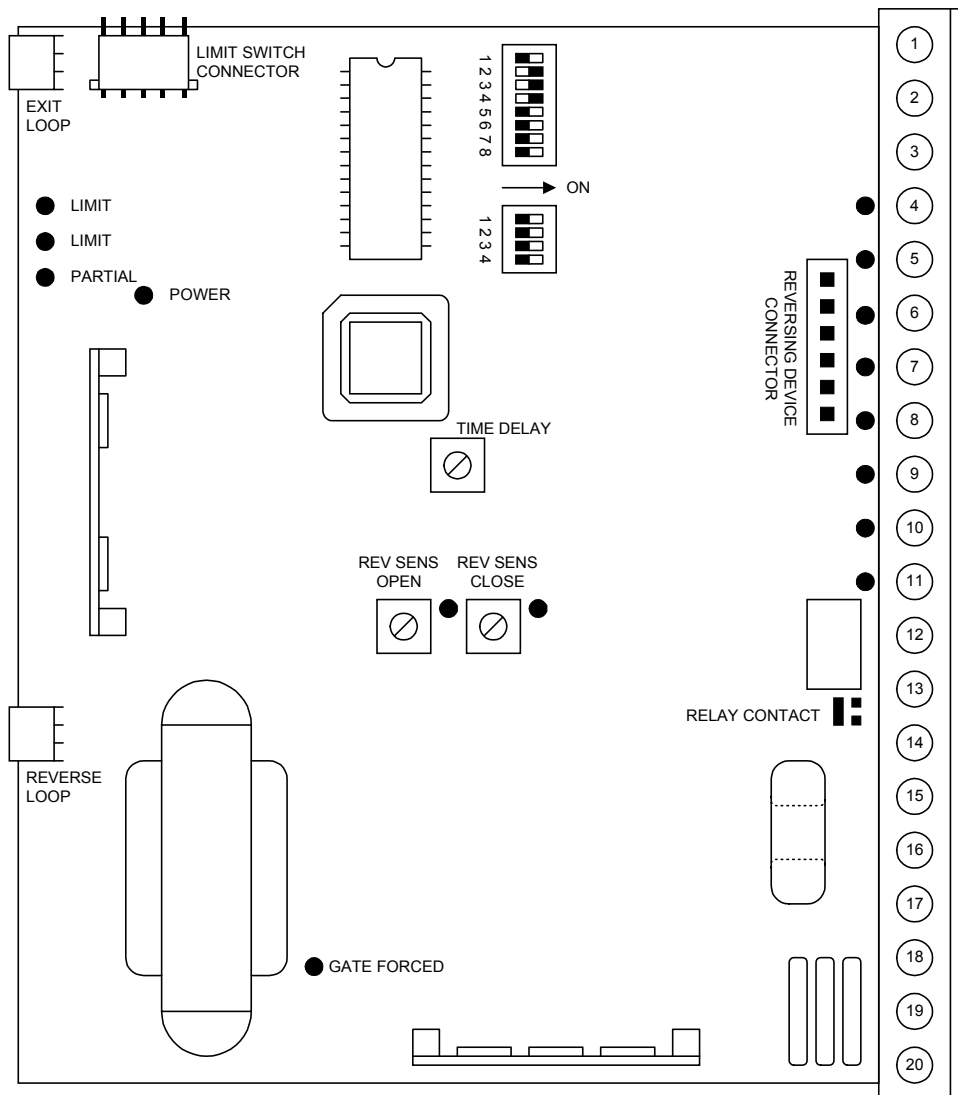 LIMIT SWITCH
CONNECTOR
EXIT
LOOP
1 2 3 4 5 6 7 8
ON
1 2 3 4
LIMIT
LIMIT
PARTIAL
POWER
REVERSING DEVICE
CONNECTOR
TIME DELAY
REV SENS
OPEN
REV SENS
CLOSE
RELAY CONTACT
REVERSE
LOOP
GATE FORCED
1
2
3
4
5
6
7
8
9
10
11
12
13
14
15
16
17
18
19
20